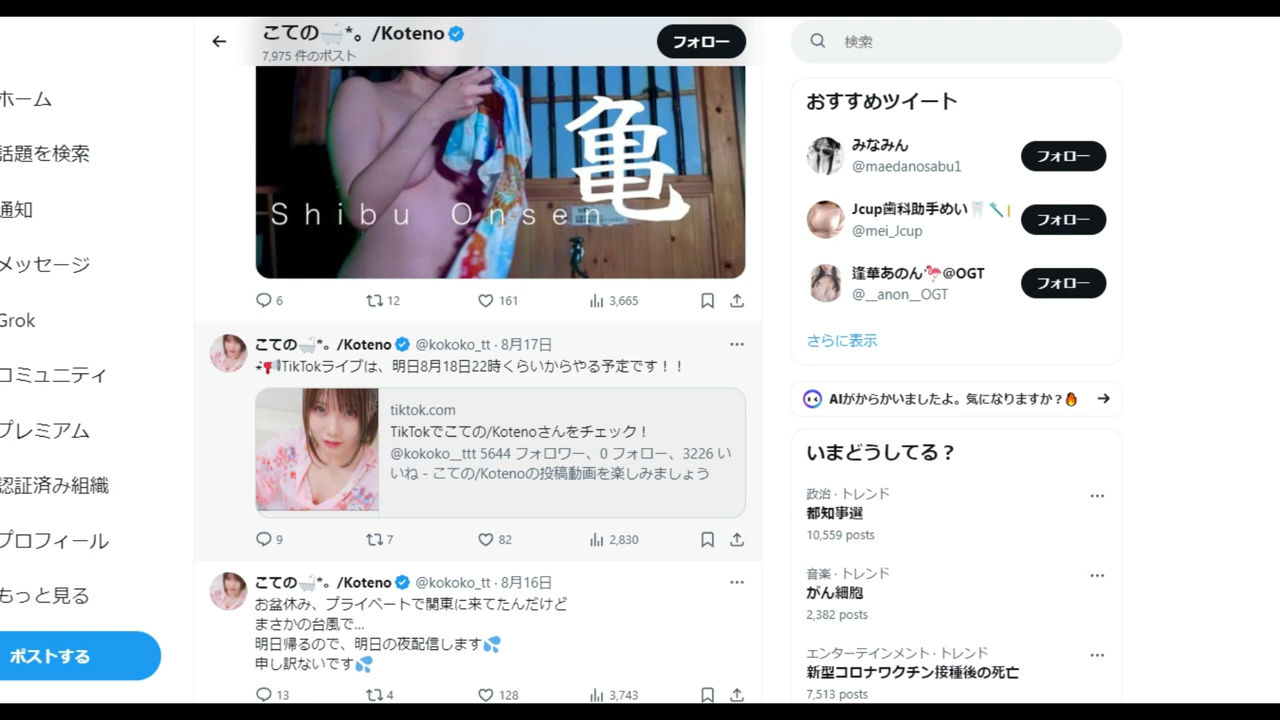 ホーム
話題を検索
通知
メッセージ
Grok
コミュニティ
プレミアム
認証済み組織
プロフィール
もっと見る
ポストする
こての🛁*。/Koteno
7,975 件のポスト
フォロー
亀
Shibu Onsen
6 12 161 3,665
こての🛁*。/Koteno @kokoko_tt · 8月17日
TikTokライブは、明日8月18日22時くらいからやる予定です！！
tiktok.com
TikTokでこての/Kotenoさんをチェック！
@kokoko__ttt 5644 フォロワー、0 フォロー、3226 い
いね - こての/Kotenoの投稿動画を楽しみましょう
9 7 82 2,830
こての🛁*。/Koteno @kokoko_tt · 8月16日
お盆休み、プライベートで関東に来てたんだけど
まさかの台風で...
明日帰るので、明日の夜配信します💦
申し訳ないです💦
13 4 128 3,743
検索
おすすめツイート
みなみん
@maedanosabu1
フォロー
Jcup歯科助手めい🦷🪥
@mei_Jcup
フォロー
逢華あのん🦩@OGT
@__anon__OGT
フォロー
さらに表示
AIがからかいましたよ。気になりますか？🔥
いまどうしてる？
政治 · トレンド
都知事選
10,559 posts
音楽 · トレンド
がん細胞
2,382 posts
エンターテインメント · トレンド
新型コロナワクチン接種後の死亡
7,513 posts